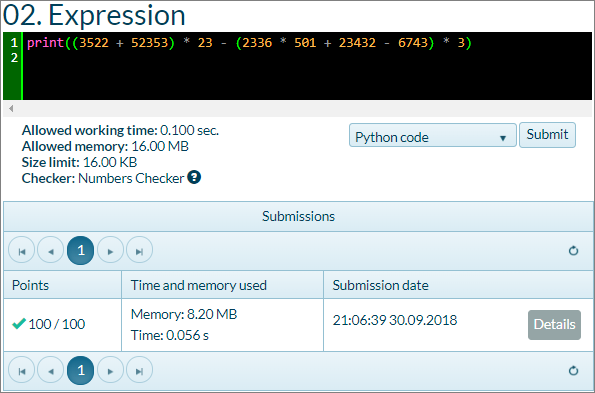 02. Expression
1 print((3522 + 52353) * 23 - (2336 * 501 + 23432 - 6743) * 3)
2
Allowed working time: 0.100 sec.
Allowed memory: 16.00 MB
Size limit: 16.00 KB
Checker: Numbers Checker ?
Python code
Submit
Submissions
1
Points Time and memory used Submission date
100 / 100
Memory: 8.20 MB
Time: 0.056 s
21:06:39 30.09.2018
Details
1